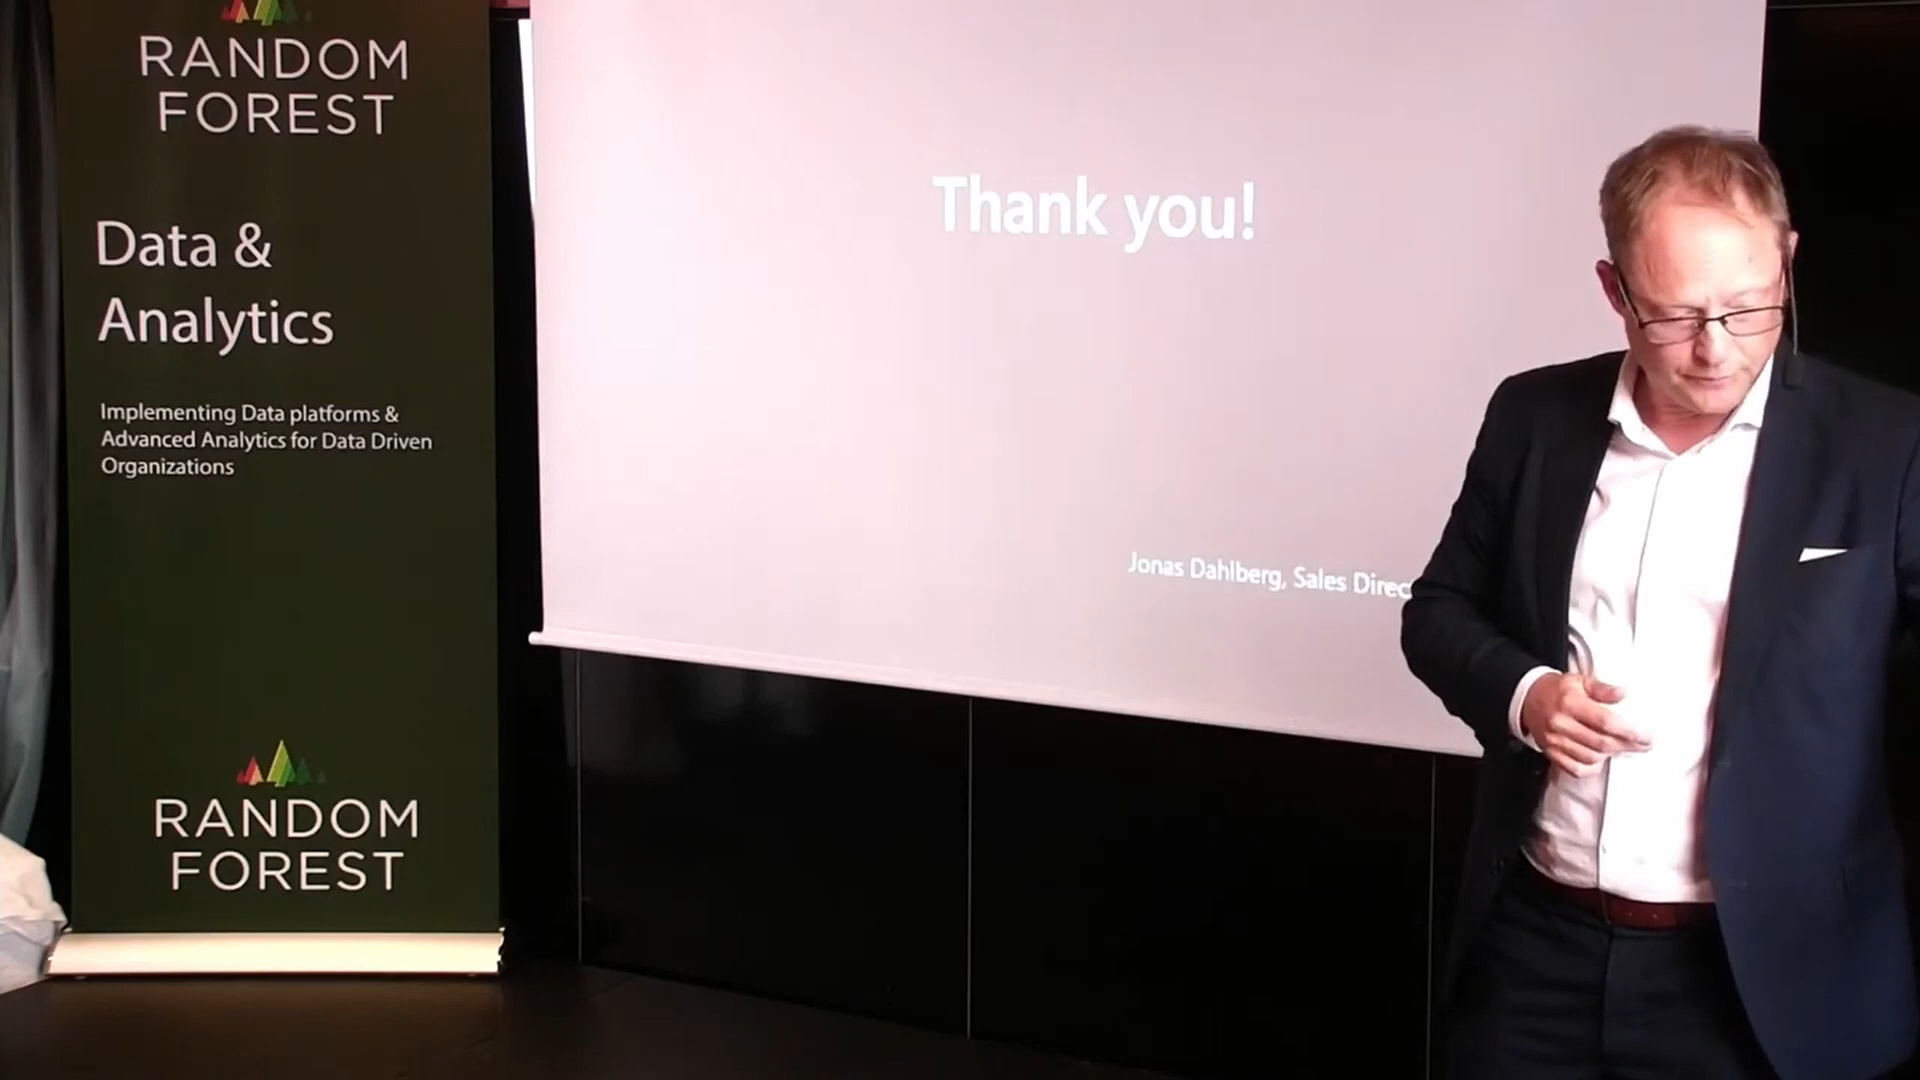 RANDOM
FOREST
Data &
Analytics
Implementing Data platforms &
Advanced Analytics for Data Driven
Organizations
RANDOM
FOREST
Thank you!
Jonas Dahlberg, Sales Direc